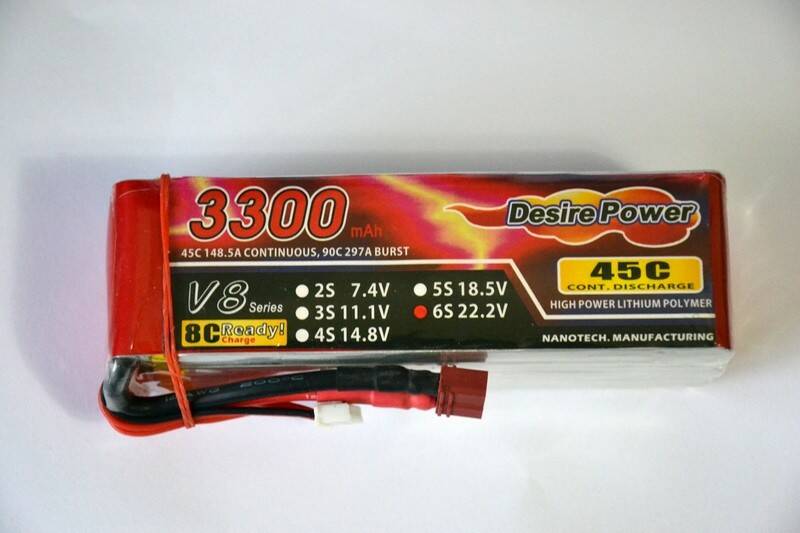 3300 mAh
Desire Power
45C 148.5A CONTINUOUS, 90C 297A BURST
45C
CONT. DISCHARGE
HIGH POWER LITHIUM POLYMER
V8 Series
8C Ready!
Charge
2S 7.4V
3S 11.1V
4S 14.8V
5S 18.5V
6S 22.2V
NANOTECH. MANUFACTURING